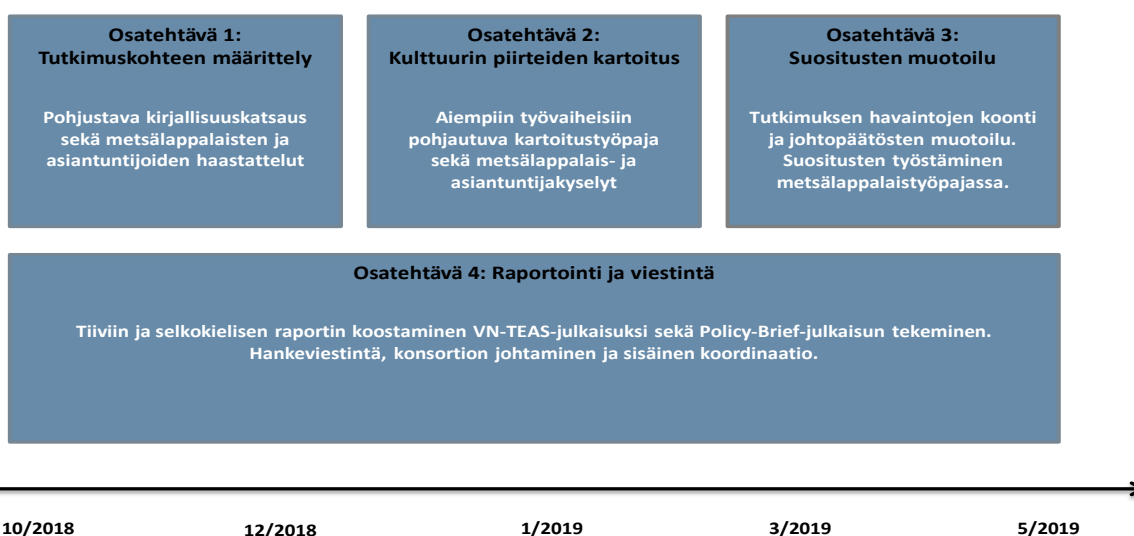 Osatehtävä 1:
Tutkimuskohteen määrittely
Pohjustava kirjallisuuskatsaus
sekä metsälappalaisten ja
asiantuntijoiden haastattelut
Osatehtävä 2:
Kulttuurin piirteiden kartoitus
Aiempiin työvaiheisiin
pohjautuva kartoitustyöpaja
sekä metsälappalais- ja
asiantuntijakyselyt
Osatehtävä 3:
Suositusten muotoilu
Tutkimuksen havaintojen koonti
ja johtopäätösten muotoilu.
Suositusten työstäminen
metsälappalaistyöpajassa.
Osatehtävä 4: Raportointi ja viestintä
Tiiviin ja selkokielisen raportin koostaminen VN-TEAS-julkaisuksi sekä Policy-Brief-julkaisun tekeminen.
Hankeviestintä, konsortion johtaminen ja sisäinen koordinaatio.
10/2018 12/2018 1/2019 3/2019 5/2019